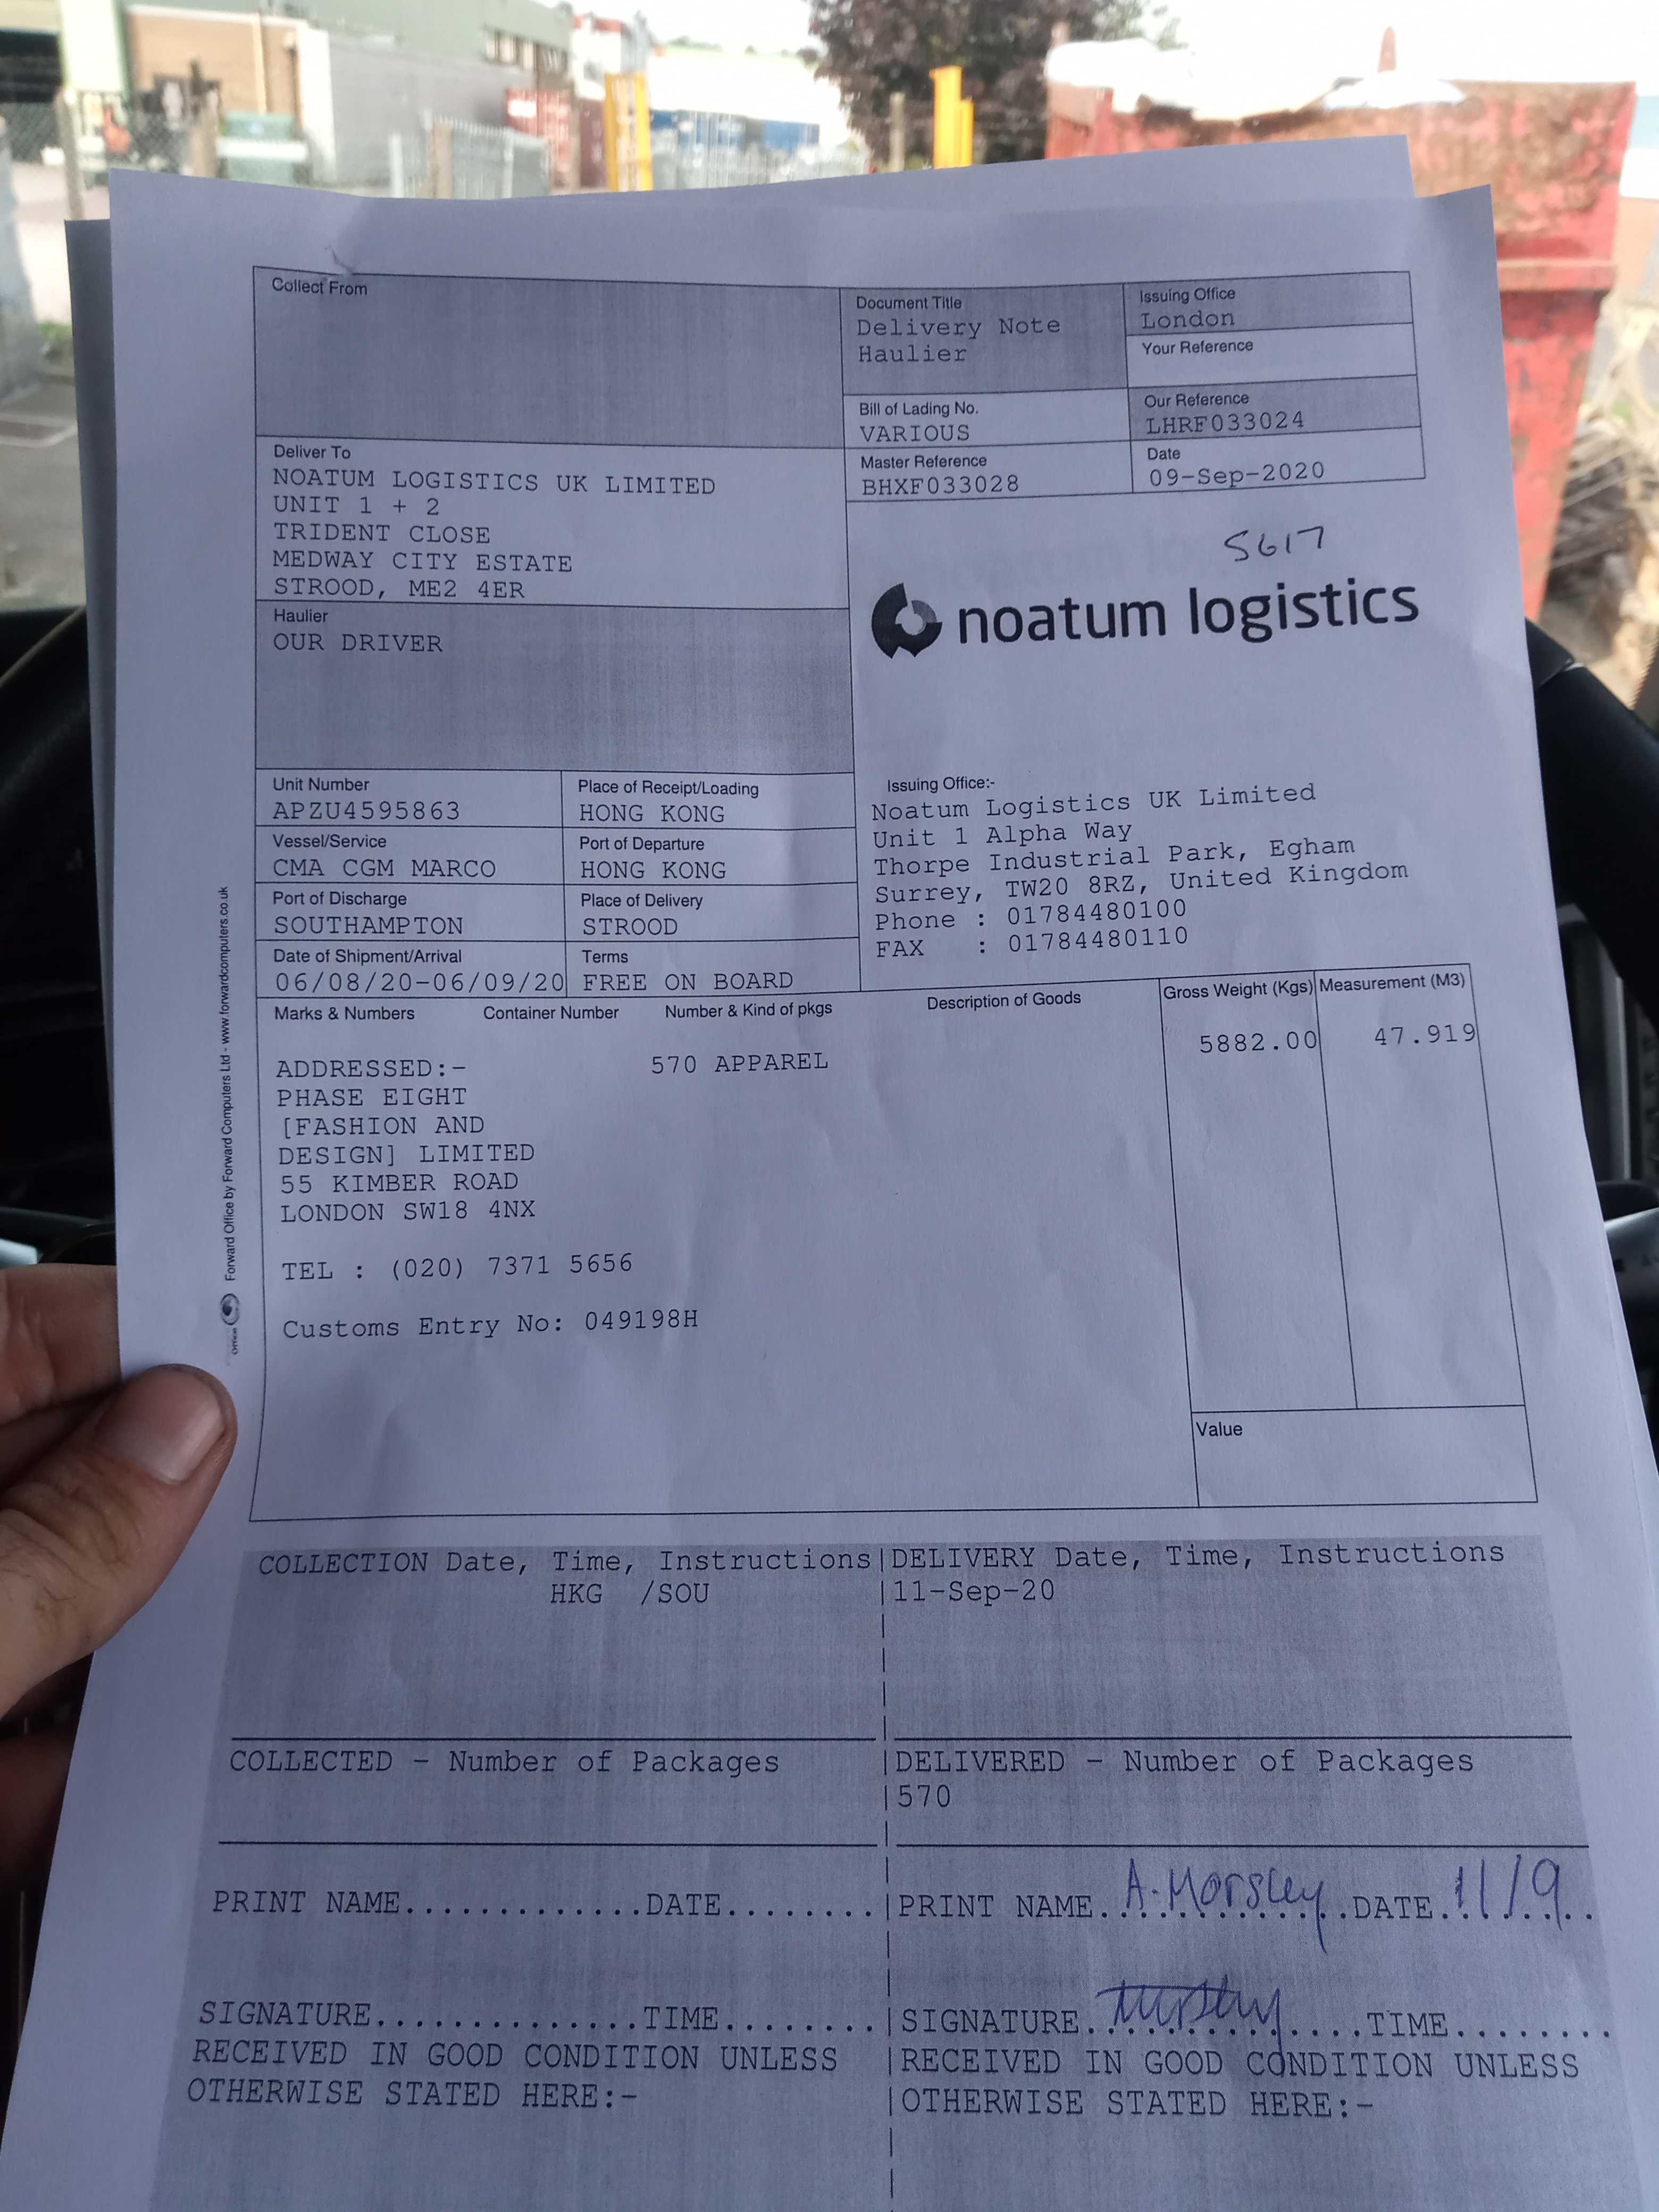 Collect From
Document Title
Delivery Note
Haulier
Issuing Office
London
Your Reference
Bill of Lading No.
VARIOUS
Our Reference
LHRF033024
Master Reference
BHXF033028
Date
09-Sep-2020
Deliver To
NOATUM LOGISTICS UK LIMITED
UNIT 1 + 2
TRIDENT CLOSE
MEDWAY CITY ESTATE
STROOD, ME2 4ER
5617
noatum logistics
Haulier
OUR DRIVER
Unit Number
APZU4595863
Place of Receipt/Loading
HONG KONG
Vessel/Service
CMA CGM MARCO
Port of Departure
HONG KONG
Port of Discharge
SOUTHAMPTON
Place of Delivery
STROOD
Date of Shipment/Arrival
06/08/20-06/09/20
Terms
FREE ON BOARD
Issuing Office:-
Noatum Logistics UK Limited
Unit 1 Alpha Way
Thorpe Industrial Park, Egham
Surrey, TW20 8RZ, United Kingdom
Phone : 01784480100
FAX : 01784480110
Marks & Numbers Container Number Number & Kind of pkgs Description of Goods Gross Weight (Kgs) Measurement (M3)
ADDRESSED:- 570 APPAREL 5882.00 47.919
PHASE EIGHT
[FASHION AND
DESIGN] LIMITED
55 KIMBER ROAD
LONDON SW18 4NX
TEL : (020) 7371 5656
Customs Entry No: 049198H
Value
Forward Office by Forward Computers Ltd - www.forwardcomputers.co.uk
COLLECTION Date, Time, Instructions|DELIVERY Date, Time, Instructions
HKG /SOU |11-Sep-20
COLLECTED - Number of Packages |DELIVERED - Number of Packages
|570
PRINT NAME.............DATE........|PRINT NAME. A. Morsley .DATE. 11/9
SIGNATURE..............TIME........|SIGNATURE...............TIME........
RECEIVED IN GOOD CONDITION UNLESS |RECEIVED IN GOOD CONDITION UNLESS
OTHERWISE STATED HERE:- |OTHERWISE STATED HERE:-